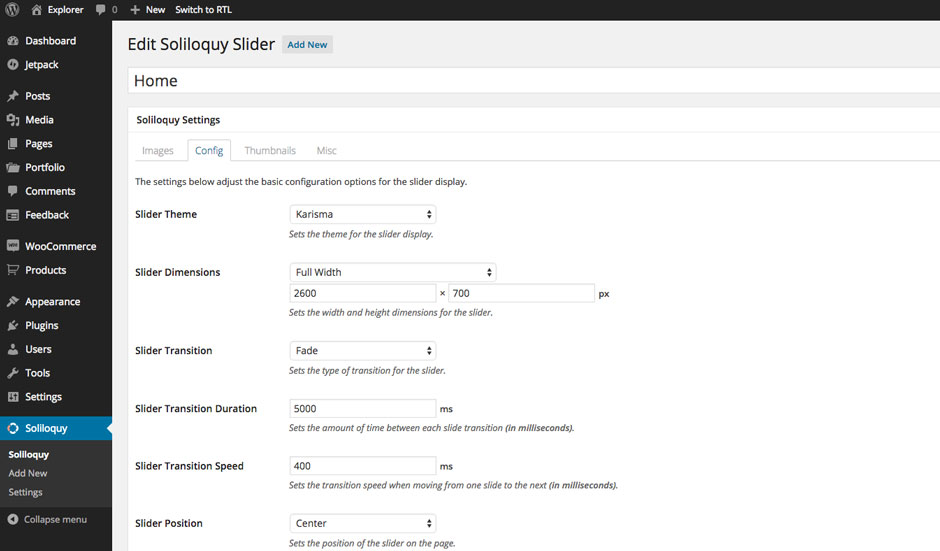 Explorer 0 New Switch to RTL
Dashboard
Jetpack
Posts
Media
Pages
Portfolio
Comments
Feedback
WooCommerce
Products
Appearance
Plugins
Users
Tools
Settings
Soliloquy
Soliloquy
Add New
Settings
Collapse menu
Edit Soliloquy Slider Add New
Home
Soliloquy Settings
Images Config Thumbnails Misc
The settings below adjust the basic configuration options for the slider display.
Slider Theme Karisma
Sets the theme for the slider display.
Slider Dimensions Full Width
2600 × 700 px
Sets the width and height dimensions for the slider.
Slider Transition Fade
Sets the type of transition for the slider.
Slider Transition Duration 5000 ms
Sets the amount of time between each slide transition (in milliseconds).
Slider Transition Speed 400 ms
Sets the transition speed when moving from one slide to the next (in milliseconds).
Slider Position Center
Sets the position of the slider on the page.